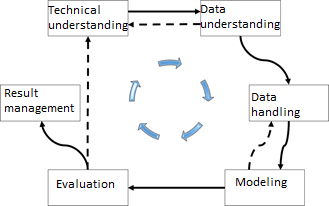 Technical
understanding
Data
understanding
Result
management
Data
handling
Evaluation
Modeling